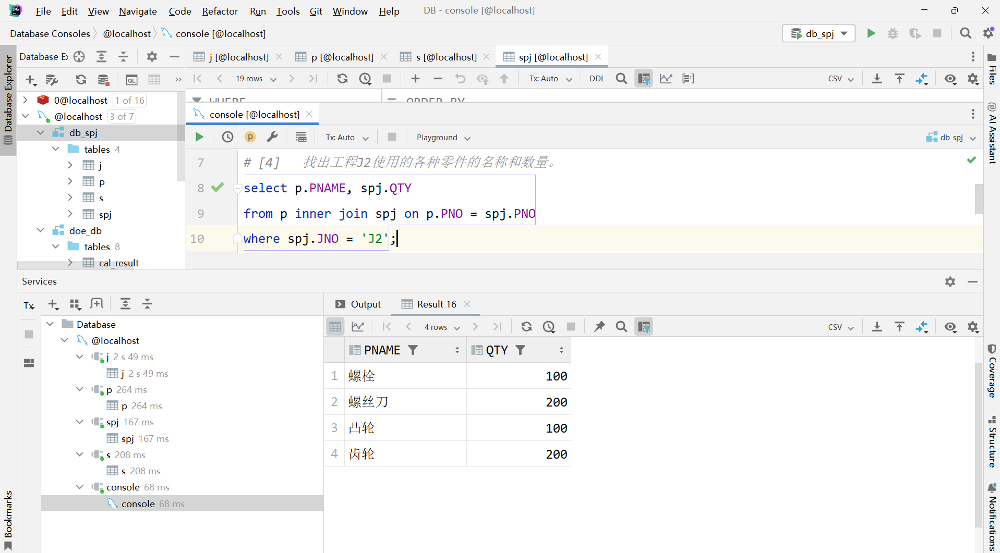 DG File Edit View Navigate Code Refactor Run Tools Git Window Help DB - console [@localhost]
Database Consoles @localhost console [@localhost] db_spj
Database Explorer
Database Ex
j [@localhost] p [@localhost] s [@localhost] spj [@localhost]
19 rows Tx: Auto DDL CSV
QL
0@localhost 1 of 16
@localhost 3 of 7
db_spj
tables 4
j
p
s
spj
doe_db
tables 8
cal_result
WHERE ORDER BY
console [@localhost]
p Tx: Auto Playground db_spj
7 # [4] 找出工程J2使用的各种零件的名称和数量。
8 select p.PNAME, spj.QTY
9 from p inner join spj on p.PNO = spj.PNO
10 where spj.JNO = 'J2';
Services
Tx
Database
@localhost
j 2 s 49 ms
j 2 s 49 ms
p 264 ms
p 264 ms
spj 167 ms
spj 167 ms
s 208 ms
s 208 ms
console 68 ms
console 68 ms
Output Result 16
4 rows CSV
PNAME QTY
1 螺栓 100
2 螺丝刀 200
3 凸轮 100
4 齿轮 200
Bookmarks
Files
AI Assistant
Coverage
Structure
Notifications